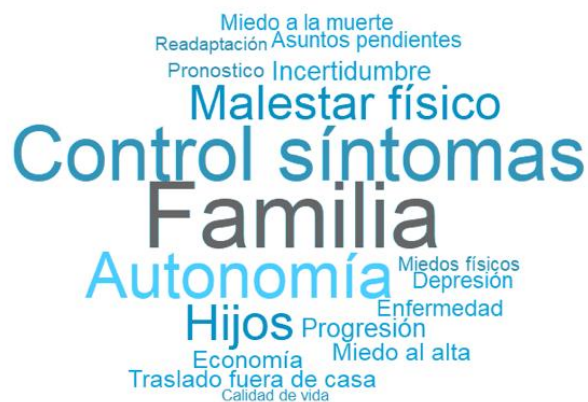 Miedo a la muerte
Readaptación Asuntos pendientes
Pronostico Incertidumbre
Malestar físico
Control síntomas
Familia
Autonomía Miedos físicos
Depresión
Enfermedad
Hijos Progresión
Economía Miedo al alta
Traslado fuera de casa
Calidad de vida